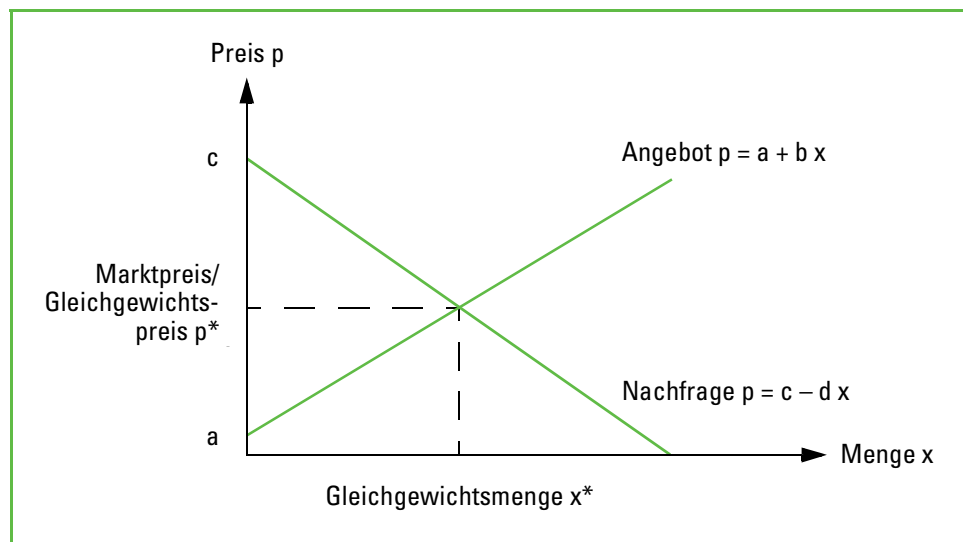 Preis p
c
Angebot p = a + b x
Marktpreis/
Gleichgewichts-
preis p*
Nachfrage p = c – d x
a
Menge x
Gleichgewichtsmenge x*